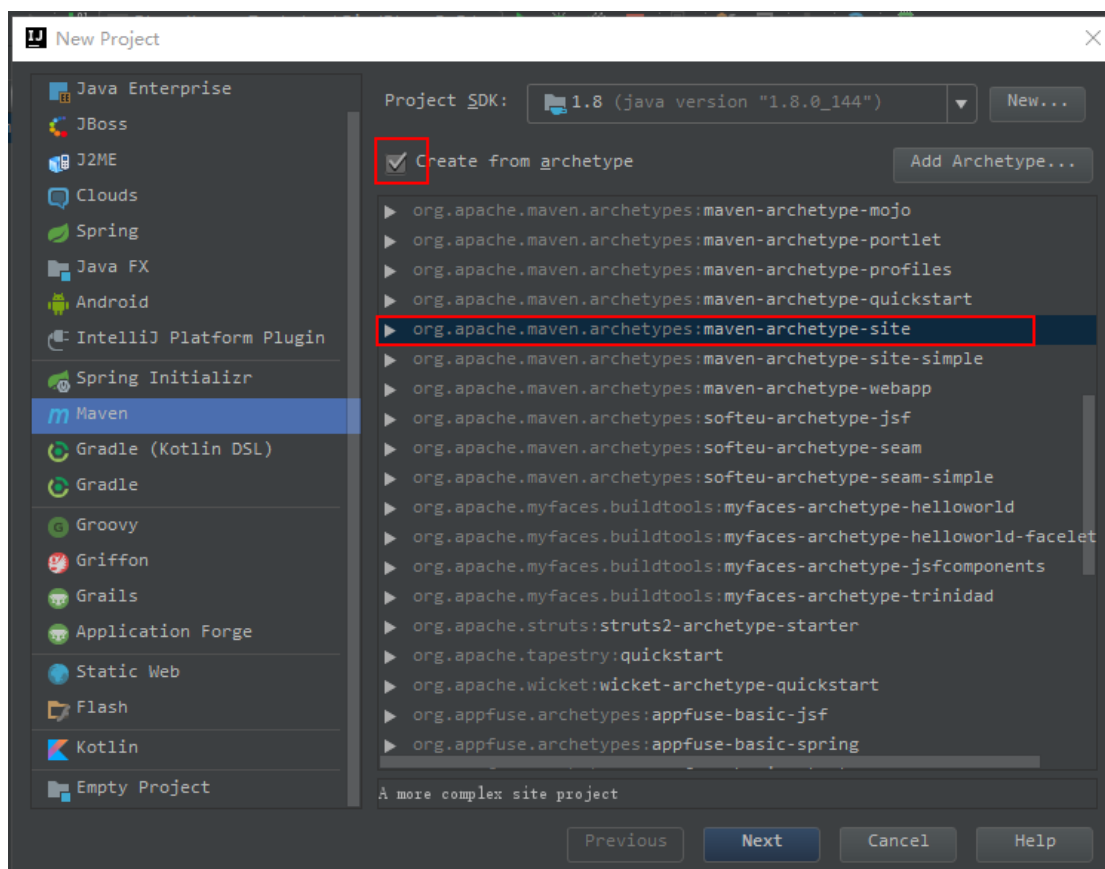 New Project
Java Enterprise
JBoss
J2ME
Clouds
Spring
Java FX
Android
IntelliJ Platform Plugin
Spring Initializr
Maven
Gradle (Kotlin DSL)
Gradle
Groovy
Griffon
Grails
Application Forge
Static Web
Flash
Kotlin
Empty Project
Project SDK: 1.8 (java version "1.8.0_144") New...
Create from archetype Add Archetype...
org.apache.maven.archetypes:maven-archetype-mojo
org.apache.maven.archetypes:maven-archetype-portlet
org.apache.maven.archetypes:maven-archetype-profiles
org.apache.maven.archetypes:maven-archetype-quickstart
org.apache.maven.archetypes:maven-archetype-site
org.apache.maven.archetypes:maven-archetype-site-simple
org.apache.maven.archetypes:maven-archetype-webapp
org.apache.maven.archetypes:softeu-archetype-jsf
org.apache.maven.archetypes:softeu-archetype-seam
org.apache.maven.archetypes:softeu-archetype-seam-simple
org.apache.myfaces.buildtools:myfaces-archetype-helloworld
org.apache.myfaces.buildtools:myfaces-archetype-helloworld-facelet
org.apache.myfaces.buildtools:myfaces-archetype-jsfcomponents
org.apache.myfaces.buildtools:myfaces-archetype-trinidad
org.apache.struts:struts2-archetype-starter
org.apache.tapestry:quickstart
org.apache.wicket:wicket-archetype-quickstart
org.appfuse.archetypes:appfuse-basic-jsf
org.appfuse.archetypes:appfuse-basic-spring
A more complex site project
Previous Next Cancel Help